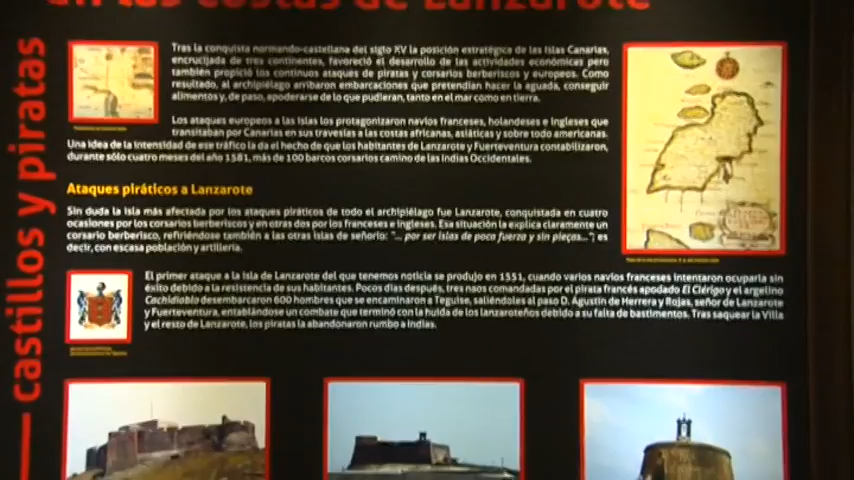 en las costas de Lanzarote
castillos y piratas
Tras la conquista normando-castellana del siglo XV la posición estratégica de las Islas Canarias,
encrucijada de tres continentes, favoreció el desarrollo de las actividades económicas pero
también propició los continuos ataques de piratas y corsarios berberiscos y europeos. Como
resultado, al archipiélago arribaron embarcaciones que pretendían hacer la aguada, conseguir
alimentos y, de paso, apoderarse de lo que pudieran, tanto en el mar como en tierra.
Los ataques europeos a las Islas los protagonizaron navíos franceses, holandeses e ingleses que
transitaban por Canarias en sus travesías a las costas africanas, asiáticas y sobre todo americanas.
Una idea de la intensidad de ese tráfico la da el hecho de que los habitantes de Lanzarote y Fuerteventura contabilizaron,
durante sólo cuatro meses del año 1581, más de 100 barcos corsarios camino de las Indias Occidentales.
Ataques piráticos a Lanzarote
Sin duda la isla más afectada por los ataques piráticos de todo el archipiélago fue Lanzarote, conquistada en cuatro
ocasiones por los corsarios berberiscos y en otras dos por los franceses e ingleses. Esa situación la explica claramente un
corsario berberisco, refiriéndose también a las otras islas de señorío: "... por ser islas de poca fuerza y sin pieças..."; es
decir, con escasa población y artillería.
El primer ataque a la isla de Lanzarote del que tenemos noticia se produjo en 1551, cuando varios navíos franceses intentaron ocuparla sin
éxito debido a la resistencia de sus habitantes. Pocos días después, tres naos comandadas por el pirata francés apodado El Clérigo y el argelino
Cachidiablo desembarcaron 600 hombres que se encaminaron a Teguise, saliéndoles al paso D. Agustín de Herrera y Rojas, señor de Lanzarote
y Fuerteventura, entablándose un combate que terminó con la huida de los lanzaroteños debido a su falta de bastimentos. Tras saquear la Villa
y el resto de Lanzarote, los piratas la abandonaron rumbo a Indias.